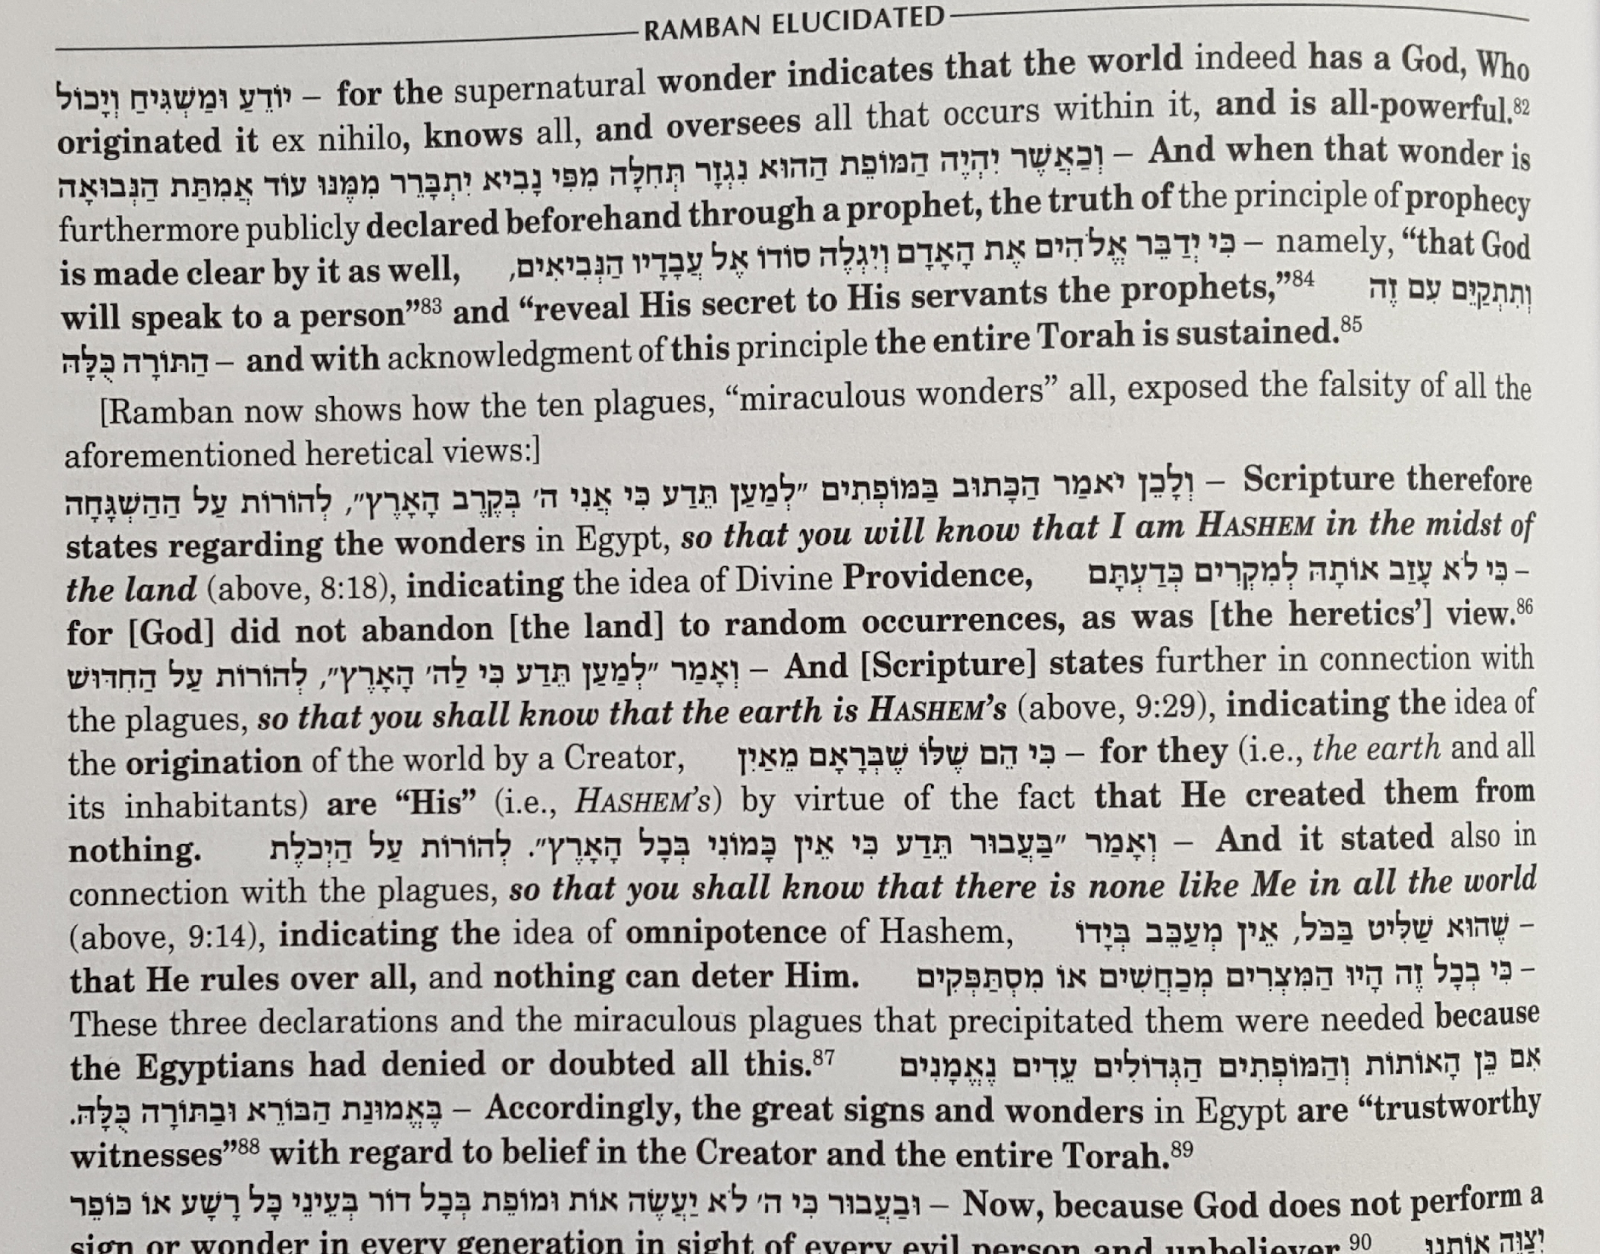 RAMBAN ELUCIDATED
יוֹדֵעַ וּמַשְׁגִּיחַ וְיָכוֹל – for the supernatural wonder indicates that the world indeed has a God, Who
originated it ex nihilo, knows all, and oversees all that occurs within it, and is all-powerful.82
וְכַאֲשֶׁר יִהְיֶה הַמּוֹפֵת הַהוּא נִגְזָר תְּחִלָּה מִפִּי נָבִיא יִתְבָּרֵר מִמֶּנּוּ עוֹד אֲמִתַּת הַנְּבוּאָה – And when that wonder is
furthermore publicly declared beforehand through a prophet, the truth of the principle of prophecy
is made clear by it as well, כִּי יְדַבֵּר אֱלֹהִים אֶת הָאָדָם וְיִגְלֶה סוֹדוֹ אֶל עֲבָדָיו הַנְּבִיאִים, – namely, “that God
will speak to a person”83 and “reveal His secret to His servants the prophets,”84 וְתִתְקַיֵּם עִם זֶה
הַתּוֹרָה כֻּלָּהּ – and with acknowledgment of this principle the entire Torah is sustained.85
[Ramban now shows how the ten plagues, “miraculous wonders” all, exposed the falsity of all the
aforementioned heretical views:]
וְלָכֵן יֹאמַר הַכָּתוּב בַּמּוֹפְתִים ״לְמַעַן תֵּדַע כִּי אֲנִי ה׳ בְּקֶרֶב הָאָרֶץ״, לְהוֹרוֹת עַל הַהַשְׁגָּחָה – Scripture therefore
states regarding the wonders in Egypt, so that you will know that I am HASHEM in the midst of
the land (above, 8:18), indicating the idea of Divine Providence, כִּי לֹא עָזַב אוֹתָהּ לְמִקְרִים כְּדַעְתָּם –
for [God] did not abandon [the land] to random occurrences, as was [the heretics’] view.86
וְאָמַר ״לְמַעַן תֵּדַע כִּי לַה׳ הָאָרֶץ״, לְהוֹרוֹת עַל הַחִדּוּשׁ – And [Scripture] states further in connection with
the plagues, so that you shall know that the earth is HASHEM’s (above, 9:29), indicating the idea of
the origination of the world by a Creator, כִּי הֵם שֶׁלּוֹ שֶׁבְּרָאָם מֵאַיִן – for they (i.e., the earth and all
its inhabitants) are “His” (i.e., HASHEM’s) by virtue of the fact that He created them from
nothing. וְאָמַר ״בַּעֲבוּר תֵּדַע כִּי אֵין כָּמוֹנִי בְּכָל הָאָרֶץ״. לְהוֹרוֹת עַל הַיְכֹלֶת – And it stated also in
connection with the plagues, so that you shall know that there is none like Me in all the world
(above, 9:14), indicating the idea of omnipotence of Hashem, שֶׁהוּא שַׁלִּיט בַּכֹּל, אֵין מְעַכֵּב בְּיָדוֹ –
that He rules over all, and nothing can deter Him. כִּי בְכָל זֶה הָיוּ הַמִּצְרִים מַכְחִישִׁים אוֹ מִסְתַּפְּקִים –
These three declarations and the miraculous plagues that precipitated them were needed because
the Egyptians had denied or doubted all this.87 אִם כֵּן הָאוֹתוֹת וְהַמּוֹפְתִים הַגְּדוֹלִים עֵדִים נֶאֱמָנִים
בֶּאֱמוּנַת הַבּוֹרֵא וּבַתּוֹרָה כֻּלָּהּ. – Accordingly, the great signs and wonders in Egypt are “trustworthy
witnesses”88 with regard to belief in the Creator and the entire Torah.89
וּבַעֲבוּר כִּי ה׳ לֹא יַעֲשֶׂה אוֹת וּמוֹפֵת בְּכָל דּוֹר בְּעֵינֵי כָּל רָשָׁע אוֹ כּוֹפֵר – Now, because God does not perform a
sign or wonder in every generation in sight of every evil person and unbeliever,90 יְצַוֶּה אוֹתָנוּ